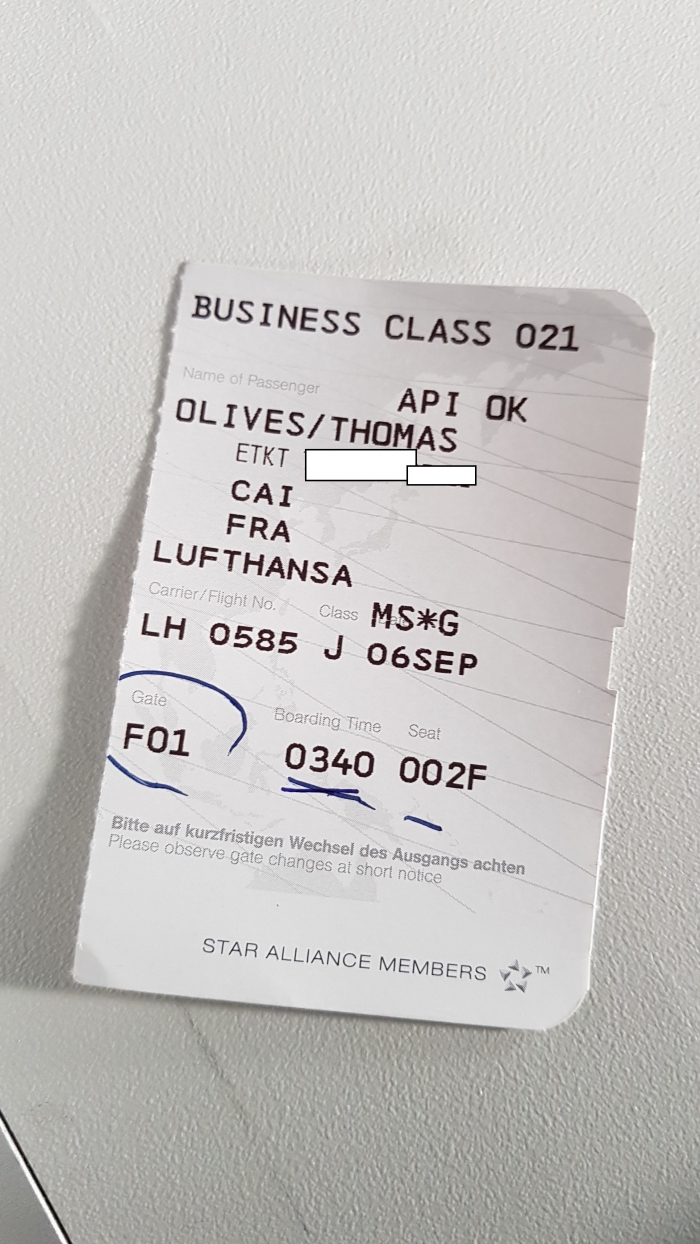 BUSINESS CLASS 021
Name of Passenger API OK
OLIVES/THOMAS
ETKT
CAI
FRA
LUFTHANSA
Carrier/Flight No. Class MS*G
LH 0585 J 06SEP
Gate Boarding Time Seat
F01 0340 002F
Bitte auf kurzfristigen Wechsel des Ausgangs achten
Please observe gate changes at short notice
STAR ALLIANCE MEMBERS TM